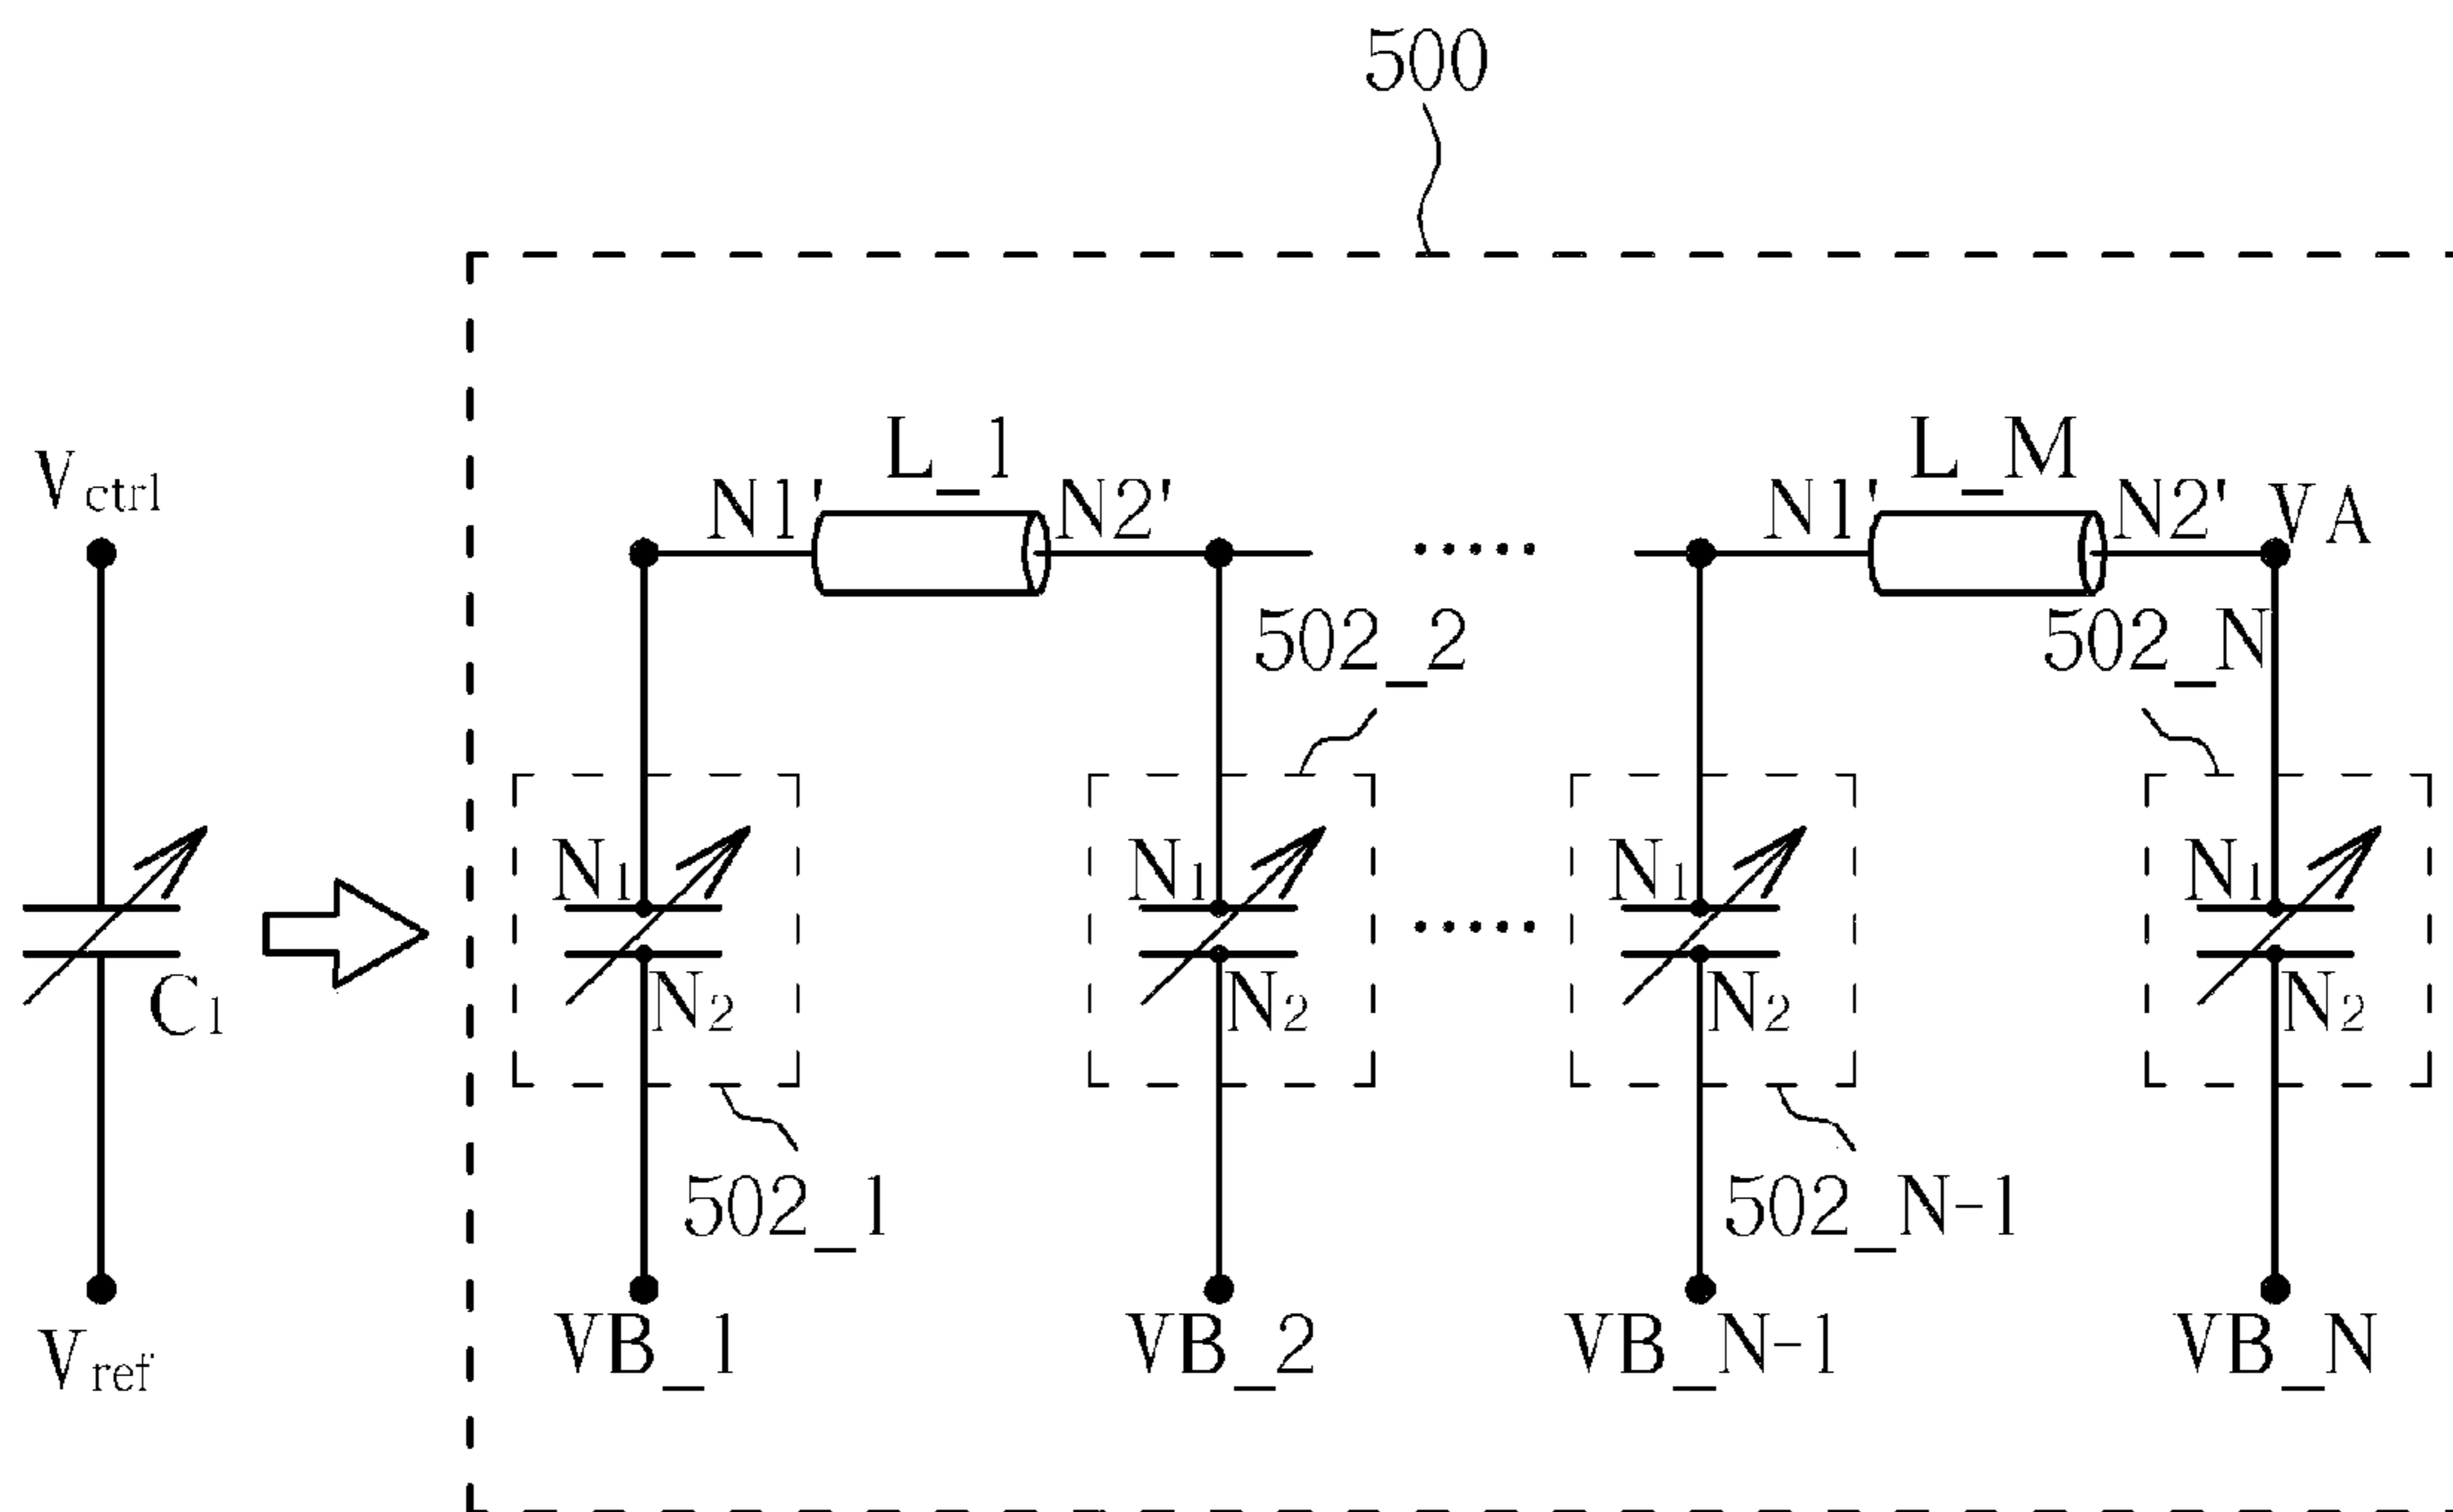 500
Vctrl
L_1
L_M
N1'
N2'
N1'
N2'
VA
502_2
502_N
N1
N1
N1
N1
C1
N2
N2
N2
N2
502_1
502_N-1
Vref
VB_1
VB_2
VB_N-1
VB_N